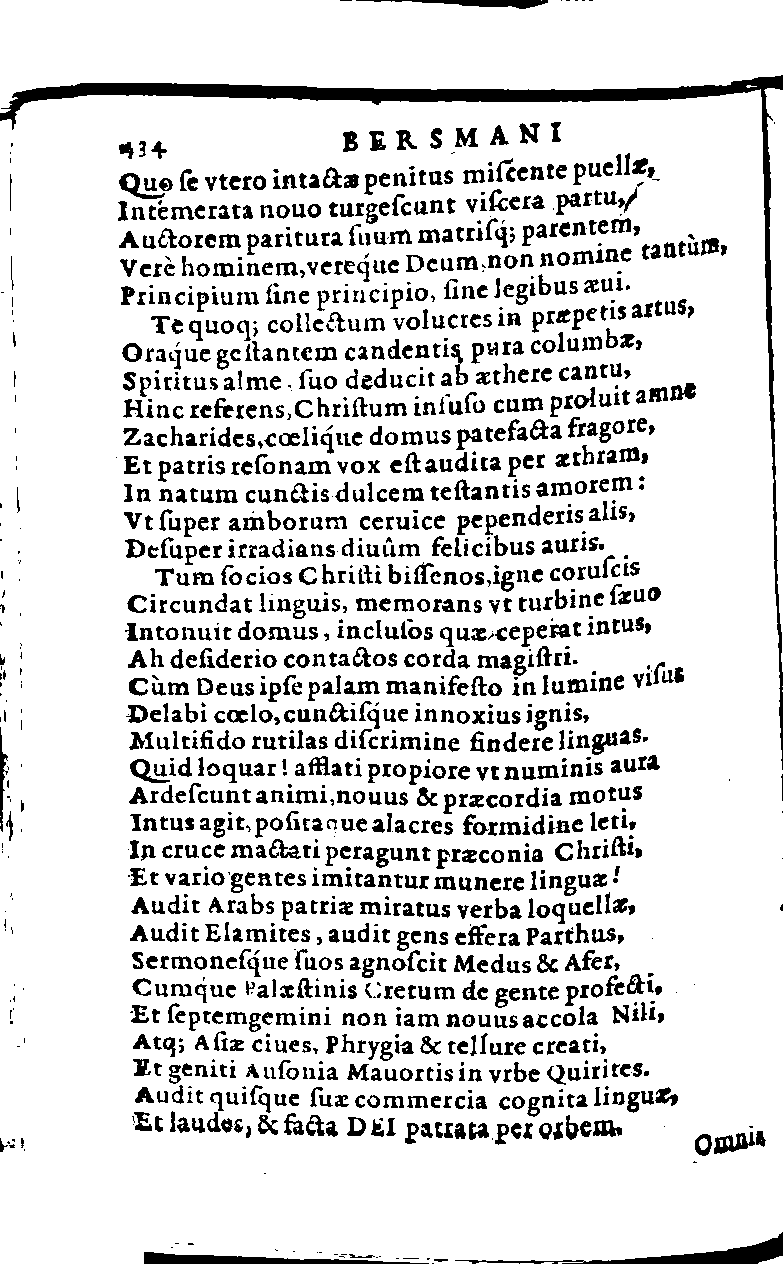 434 BERSMANI
Quo se vtero intactæ penitus miscente puellæ,
Intemerata nouo turgescunt viscera partu,
Auctorem paritura suum matrisq́; parentem,
Verè hominem, vereq́ue Deum, non nomine tantùm,
Principium sine principio, sine legibus æui.
Te quoq; collectum volucres in præpetis artus,
Oraq́ue gestantem candentis pura columbæ,
Spiritus alme, suo deducit ab æthere cantu,
Hinc referens, Christum infuso cum proluit amne
Zacharides, cœliq́ue domus patefacta fragore,
Et patris resonam vox est audita per æthram,
In natum cunctis dulcem testantis amorem:
Vt super amborum ceruice pependeris alis,
Desuper irradians diuûm felicibus auris.
Tum socios Christi bissenos, igne coruscis
Circundat linguis, memorans vt turbine sæuo
Intonuit domus, inclusos quæ ceperat intus,
Ah desiderio contactos corda magistri.
Cùm Deus ipse palam manifesto in lumine visus
Delabi cœlo, cunctisq́ue innoxius ignis,
Multifido rutilas discrimine findere linguas.
Quid loquar! afflati propiore vt numinis aura
Ardescunt animi, nouus & præcordia motus
Intus agit, positaque alacres formidine leti,
In cruce mactati peragunt præconia Christi,
Et vario gentes imitantur munere linguæ!
Audit Arabs patriæ miratus verba loquellæ,
Audit Elamites, audit gens effera Parthus,
Sermonesq́ue suos agnoscit Medus & Afer,
Cumque Palæstinis Cretum de gente profecti,
Et septemgemini non iam nouus accola Nili,
Atq; Asiæ ciues, Phrygia & tellure creati,
Et geniti Ausonia Mauortis in vrbe Quirites.
Audit quisque suæ commercia cognita linguæ,
Et laudes, & facta DEI patrata per orbem.
Omnia